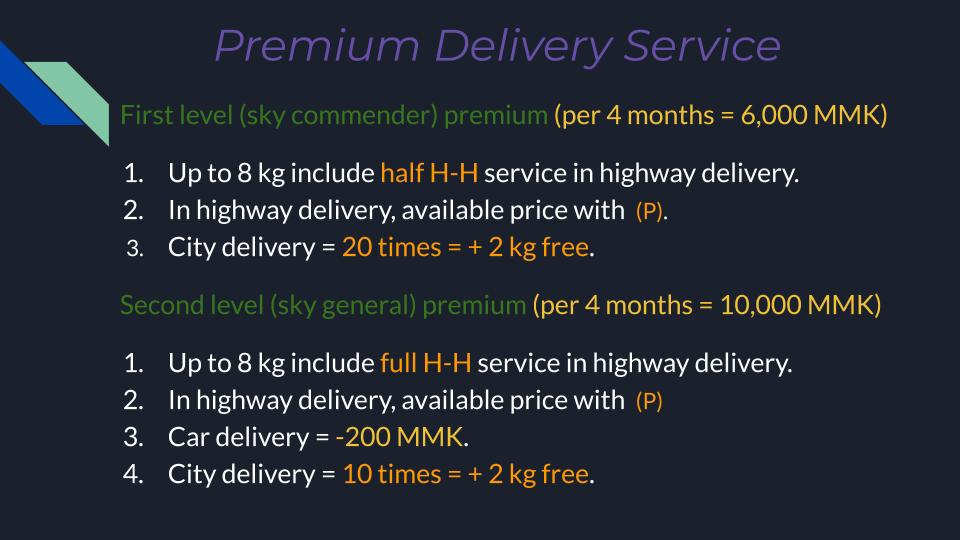 Premium Delivery Service
First level (sky commender) premium (per 4 months = 6,000 MMK)
1. Up to 8 kg include half H-H service in highway delivery.
2. In highway delivery, available price with (P).
3. City delivery = 20 times = + 2 kg free.
Second level (sky general) premium (per 4 months = 10,000 MMK)
1. Up to 8 kg include full H-H service in highway delivery.
2. In highway delivery, available price with (P)
3. Car delivery = -200 MMK.
4. City delivery = 10 times = + 2 kg free.